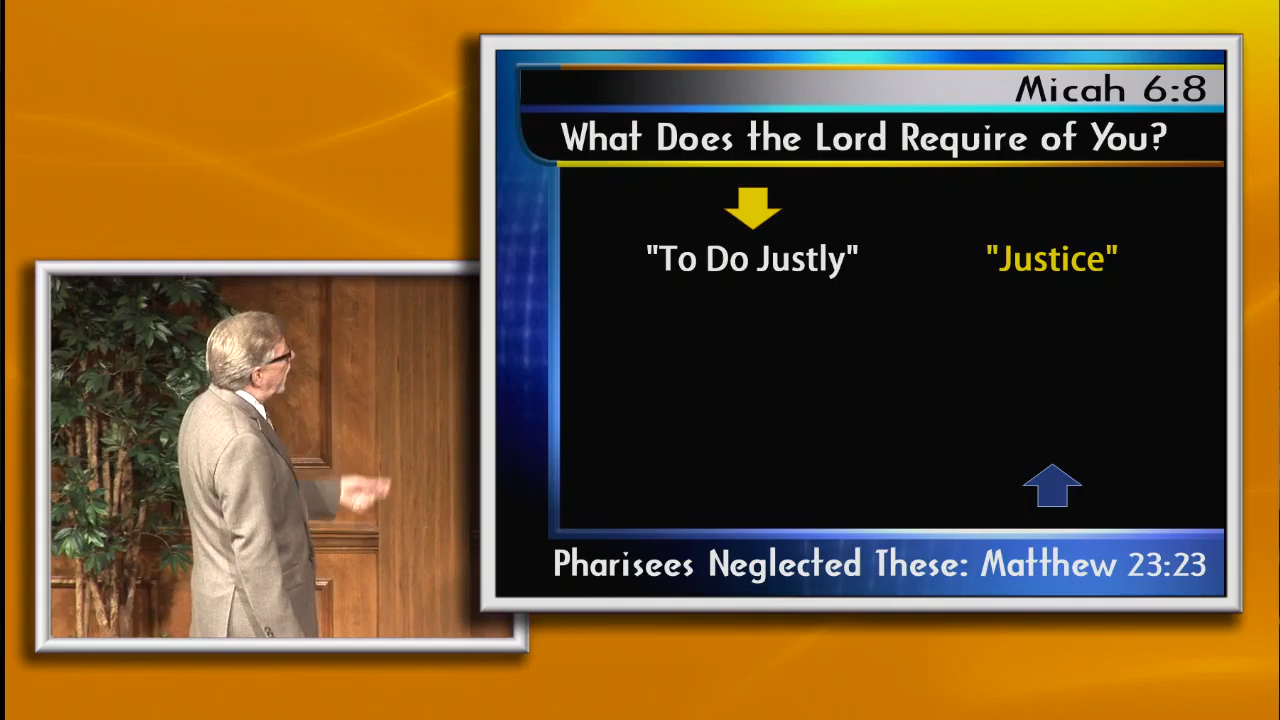 Micah 6:8
What Does the Lord Require of You?
"To Do Justly" "Justice"
Pharisees Neglected These: Matthew 23:23